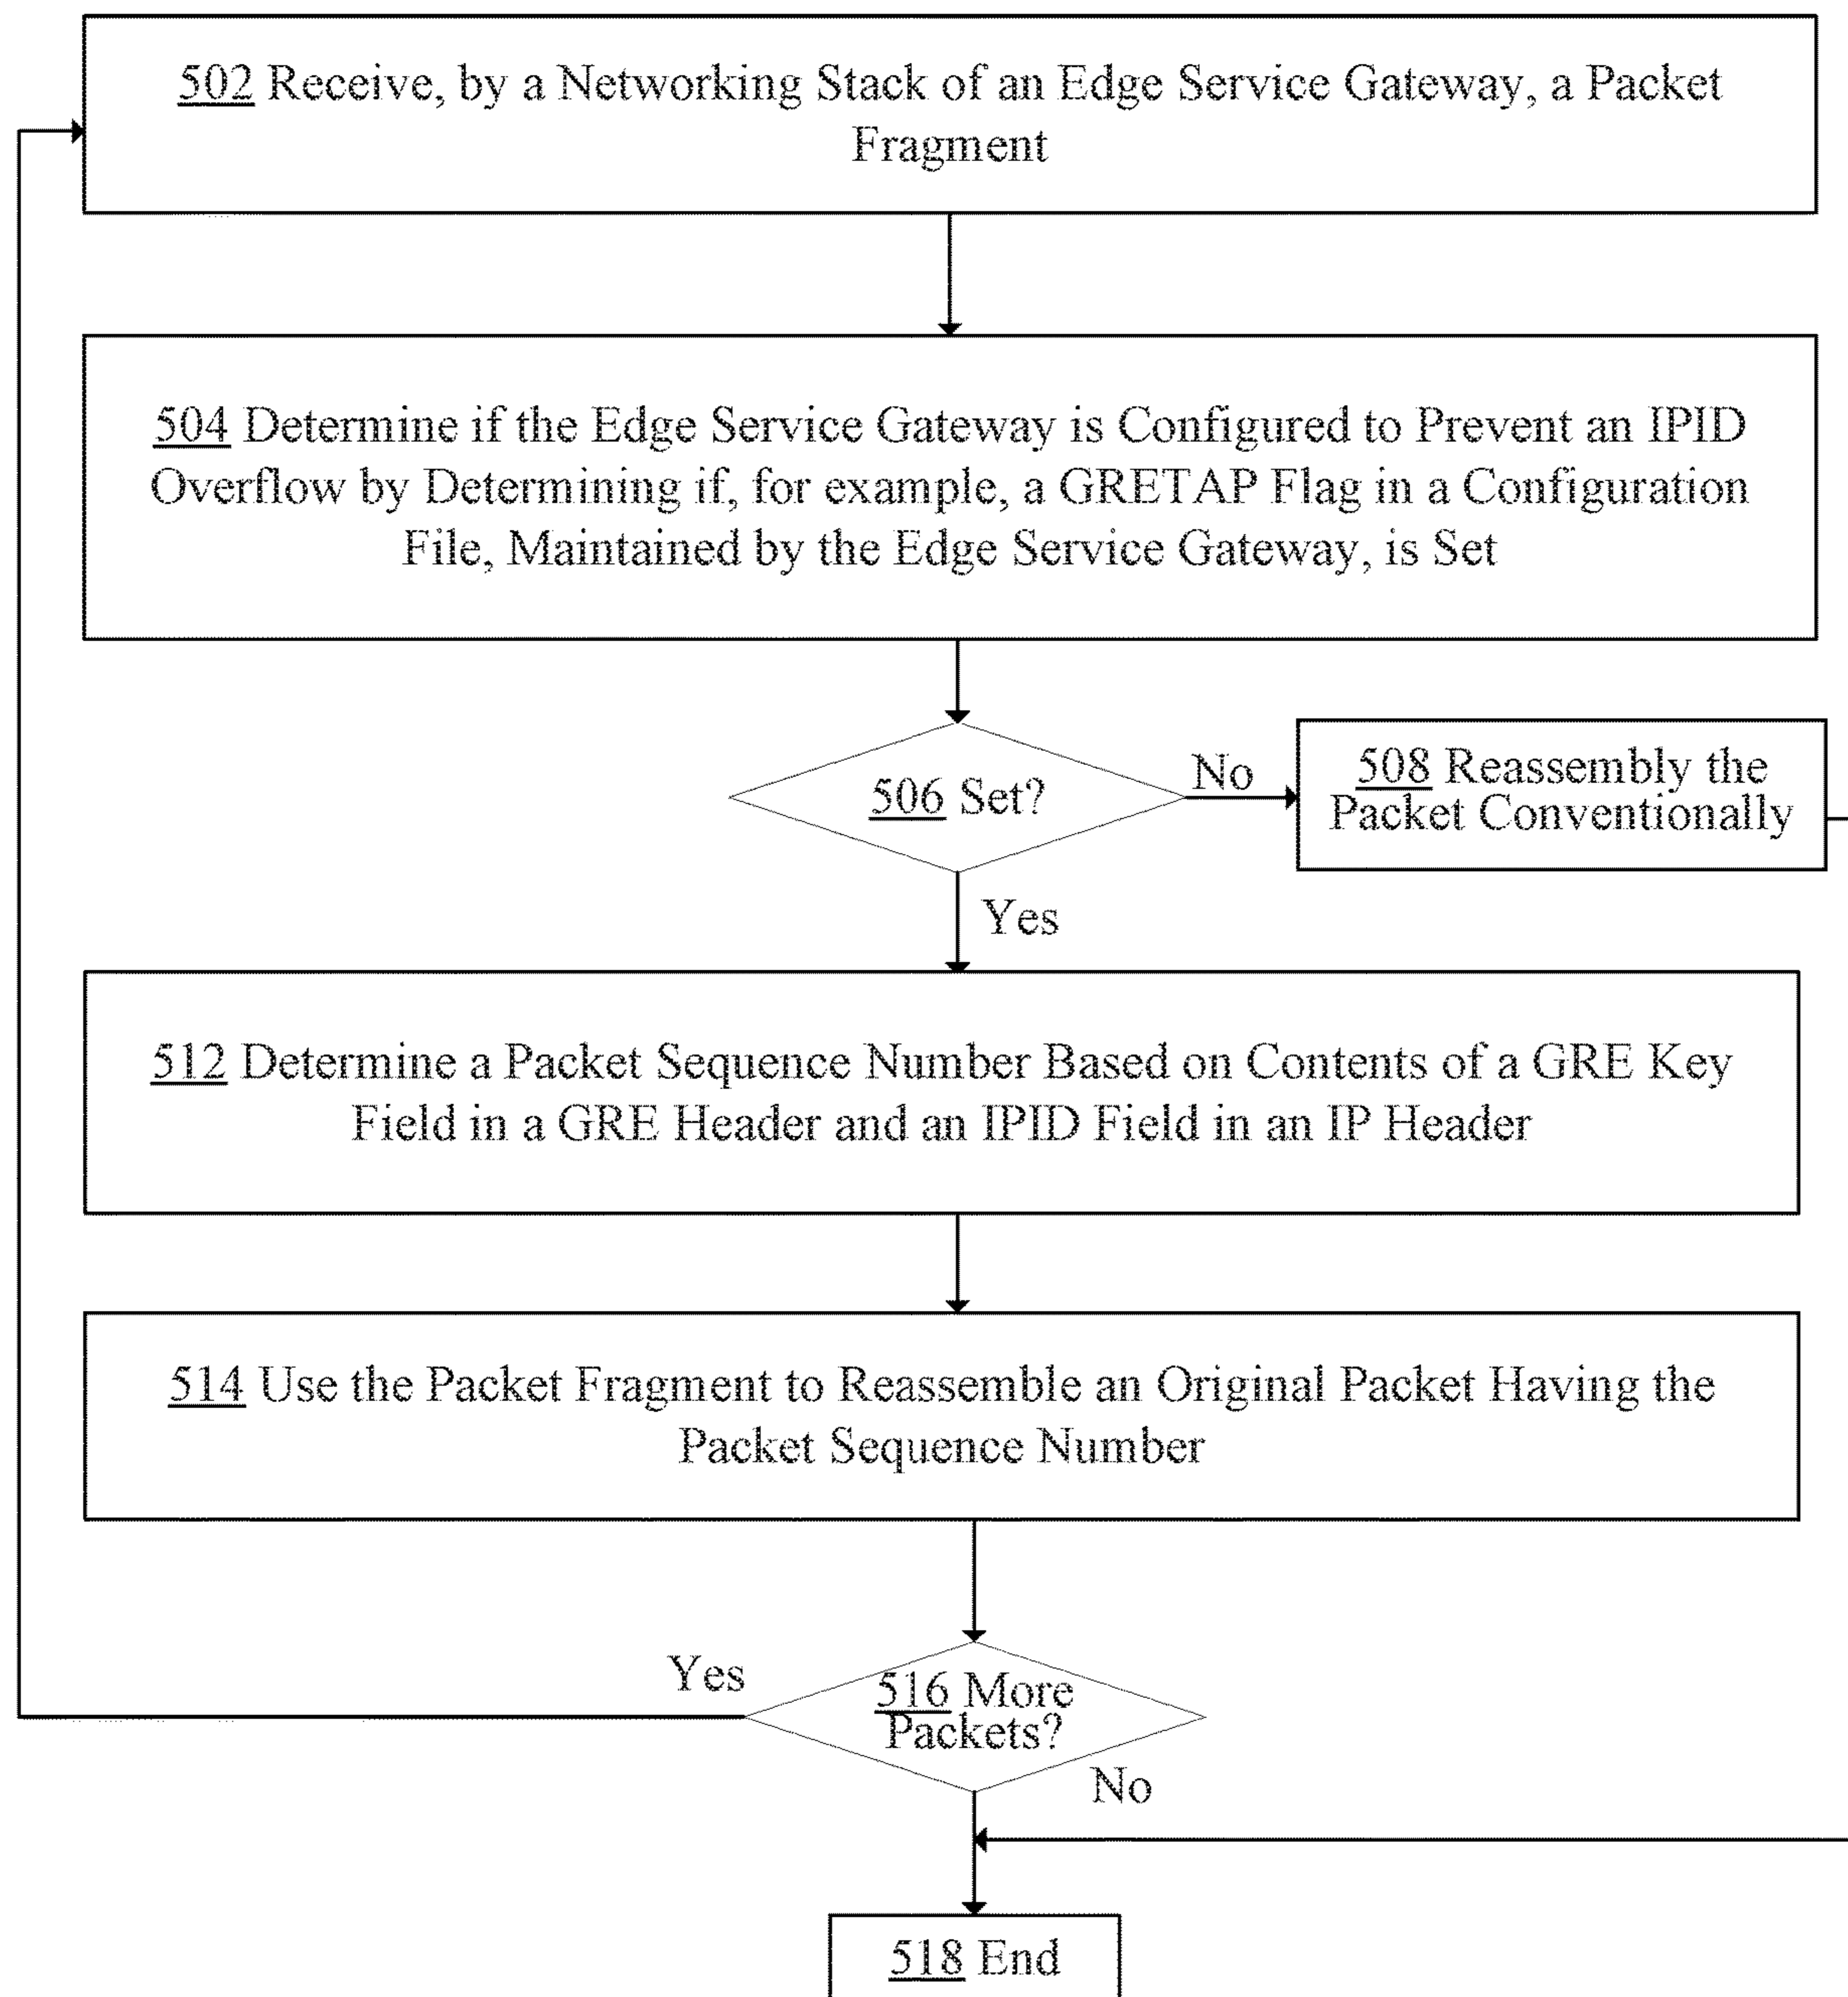 502 Receive, by a Networking Stack of an Edge Service Gateway, a Packet
Fragment
504 Determine if the Edge Service Gateway is Configured to Prevent an IPID
Overflow by Determining if, for example, a GRETAP Flag in a Configuration
File, Maintained by the Edge Service Gateway, is Set
506 Set?
No
508 Reassembly the
Packet Conventionally
Yes
512 Determine a Packet Sequence Number Based on Contents of a GRE Key
Field in a GRE Header and an IPID Field in an IP Header
514 Use the Packet Fragment to Reassemble an Original Packet Having the
Packet Sequence Number
Yes
516 More
Packets?
No
518 End